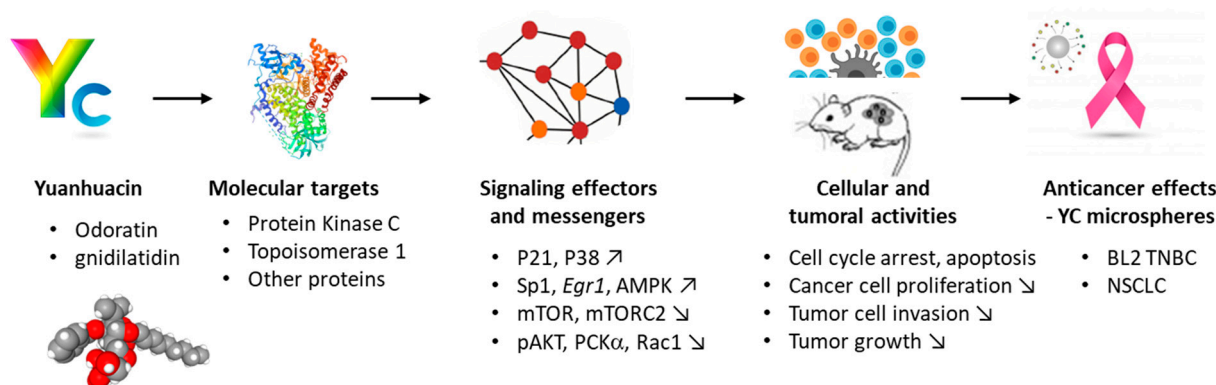 Yc
Yuanhuacin
• Odoratin
• gnidilatidin
Molecular targets
• Protein Kinase C
• Topoisomerase 1
• Other proteins
Signaling effectors
and messengers
• P21, P38 ↗
• Sp1, Egr1, AMPK ↗
• mTOR, mTORC2 ↘
• pAKT, PCKα, Rac1 ↘
Cellular and
tumoral activities
• Cell cycle arrest, apoptosis
• Cancer cell proliferation ↘
• Tumor cell invasion ↘
• Tumor growth ↘
Anticancer effects
- YC microspheres
• BL2 TNBC
• NSCLC